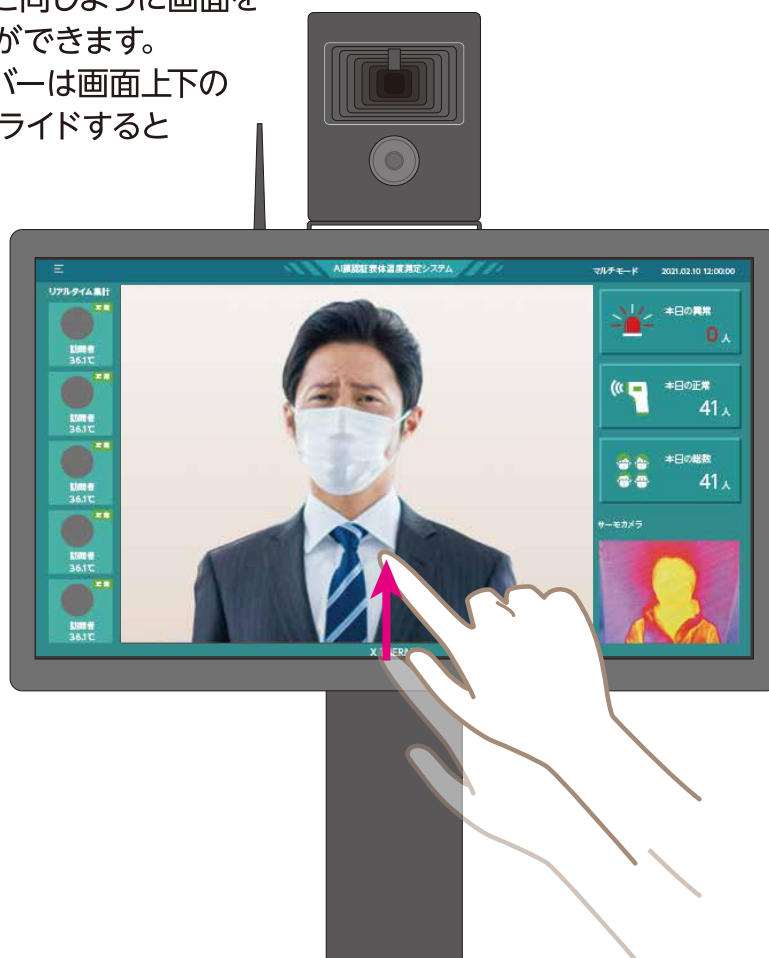 と同じように画面を
ができます。
バーは画面上下の
ライドすると
AI顔認証表体温度測定システム
マルチモード
2021.02.10 12:00:00
リアルタイム集計
正常
訪問者
36.1℃
正常
訪問者
36.1℃
正常
訪問者
36.1℃
正常
訪問者
36.1℃
正常
訪問者
36.1℃
本日の異常
0人
本日の正常
41人
本日の総数
41人
サーモカメラ
X THERM